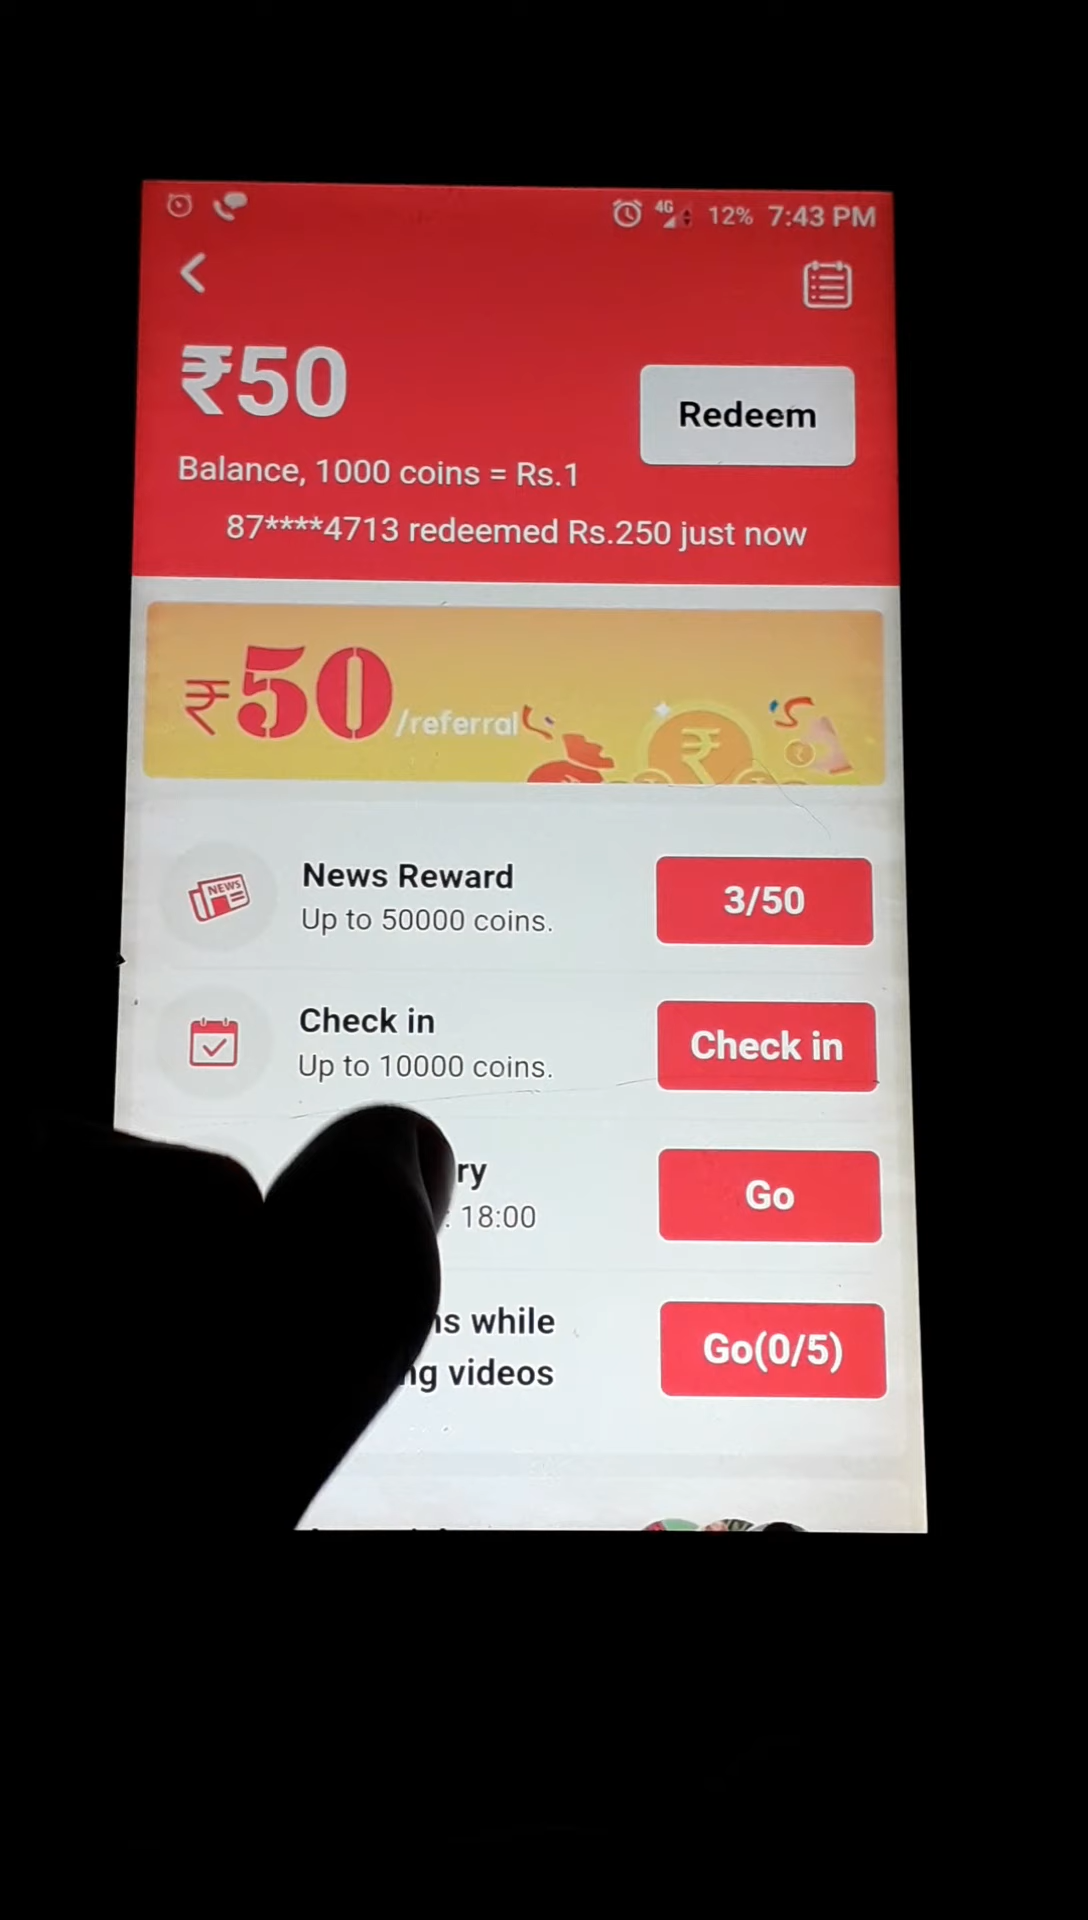 4G 12% 7:43 PM
₹50
Redeem
Balance, 1000 coins = Rs.1
87****4713 redeemed Rs.250 just now
₹50/referral
NEWS
News Reward
Up to 50000 coins.
3/50
Check in
Up to 10000 coins.
Check in
: 18:00
Go
while
videos
Go(0/5)